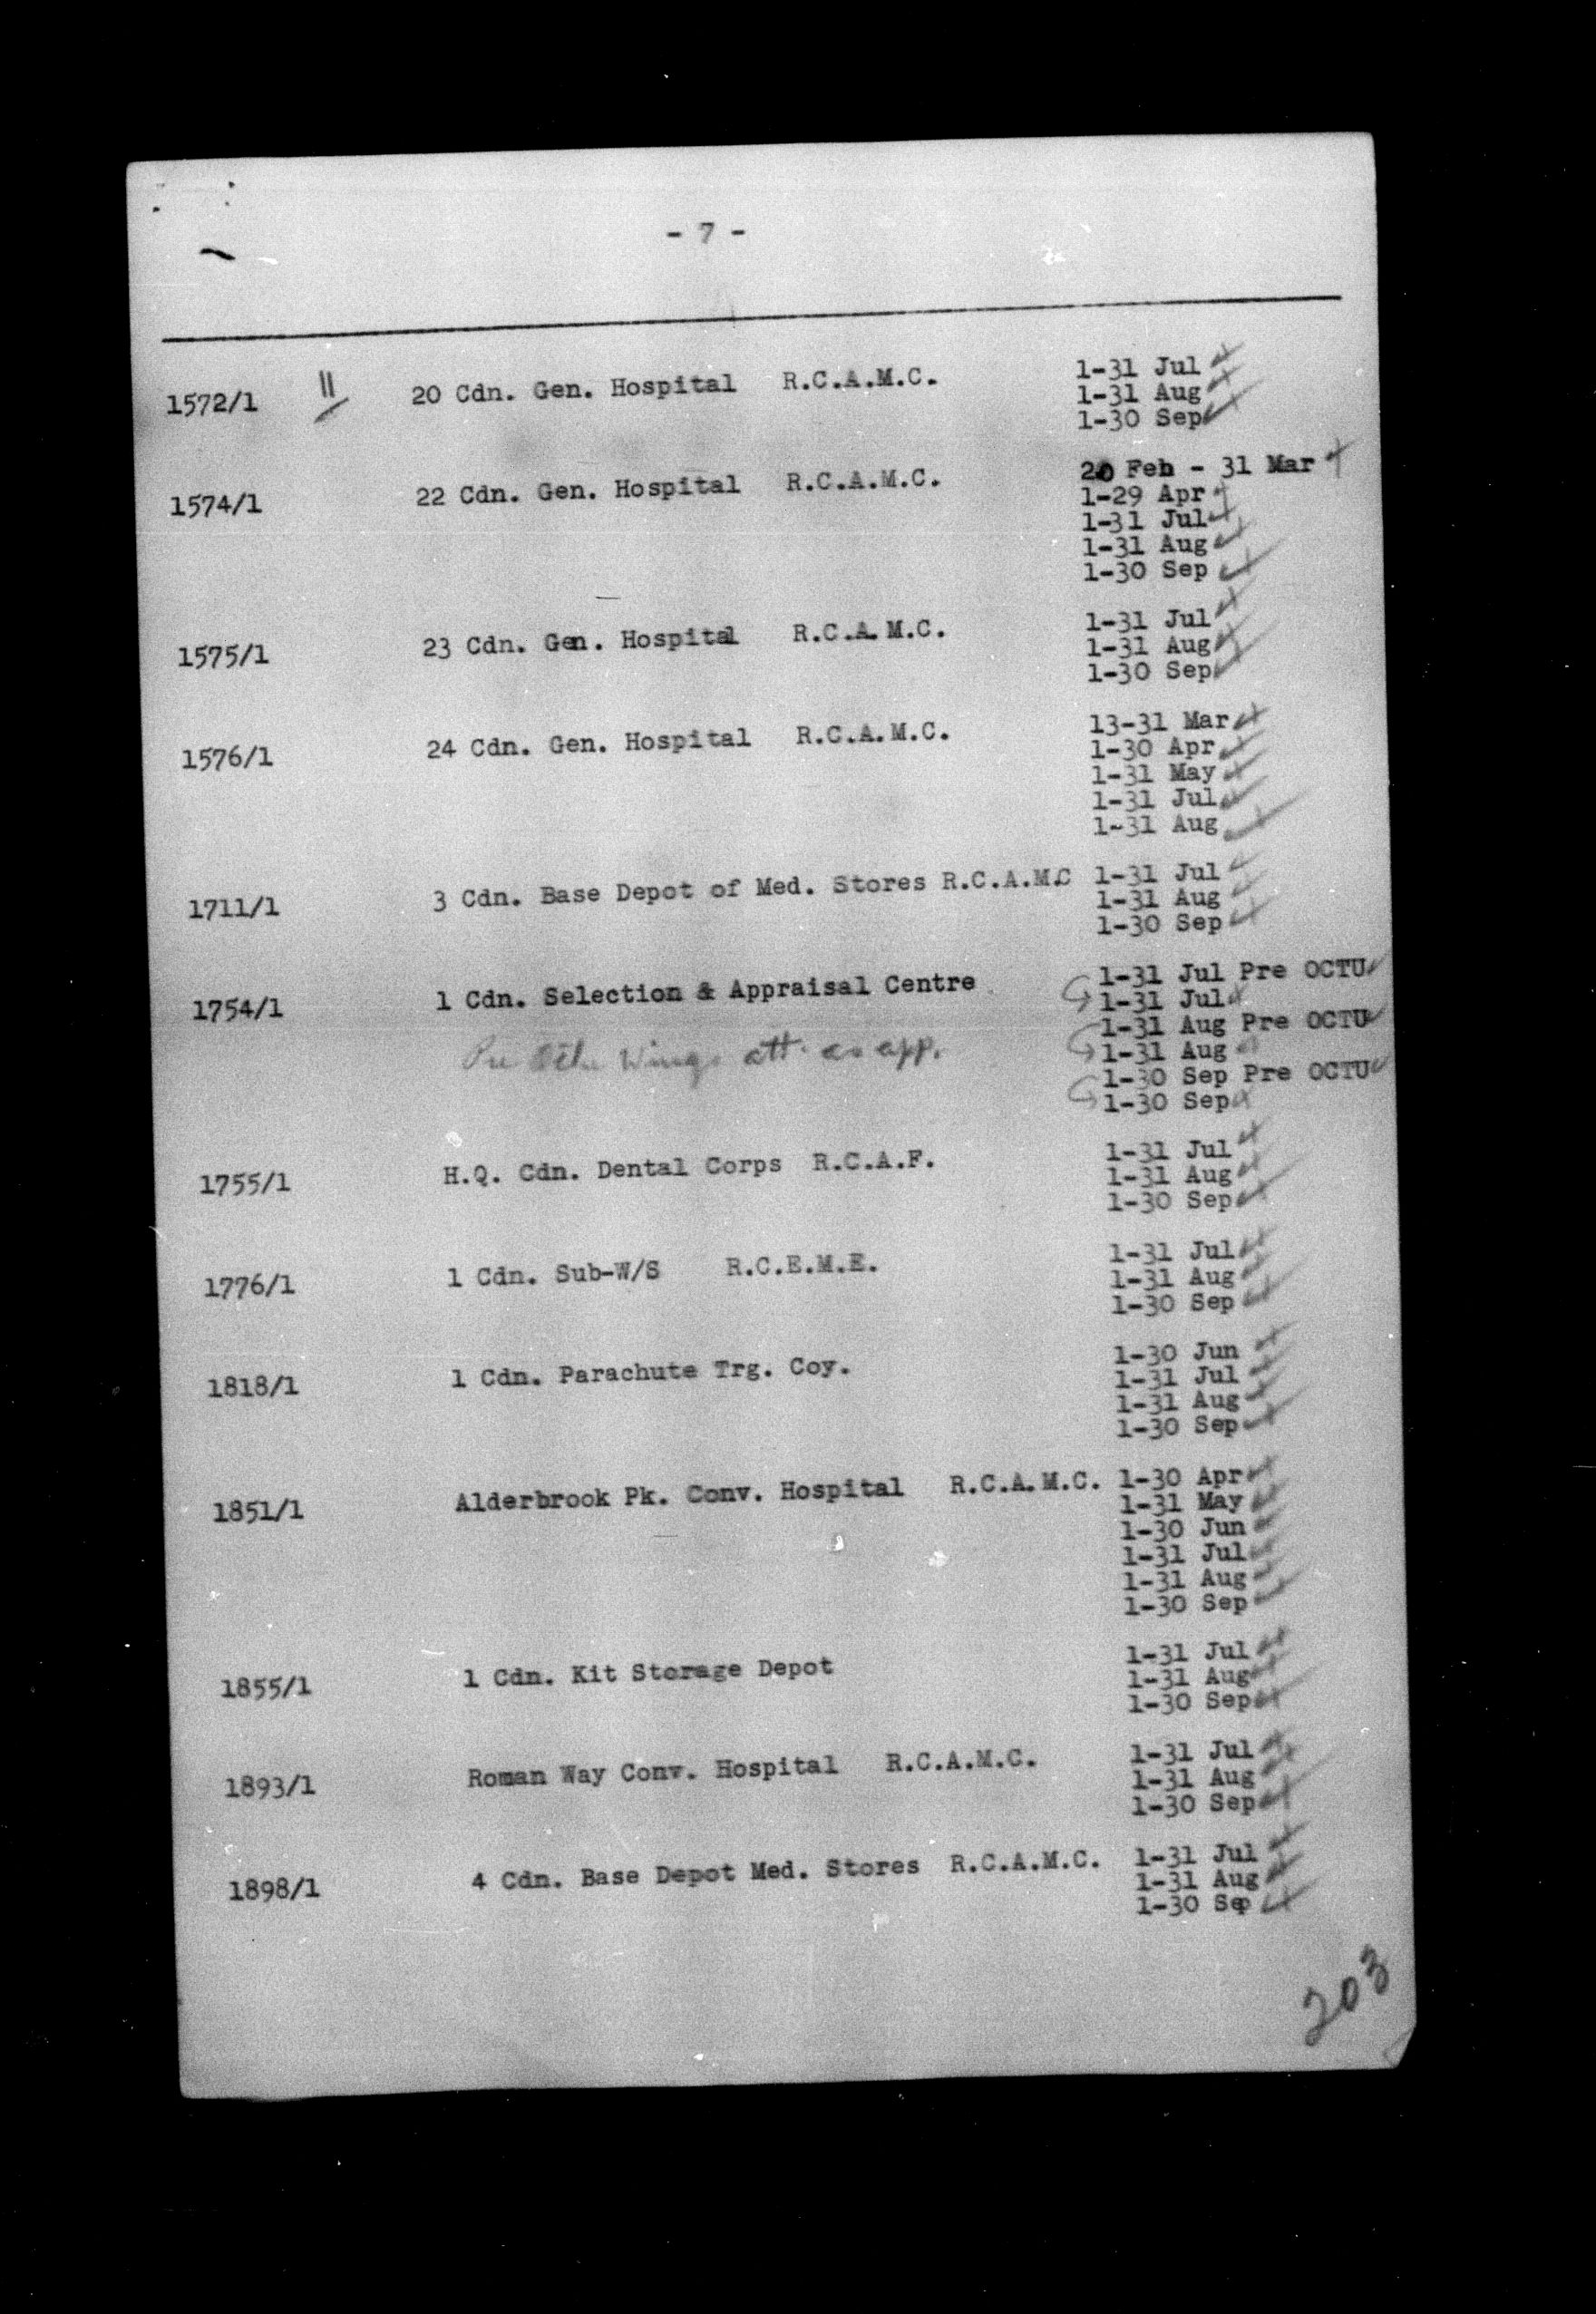 - 7 -
1572/1 11 20 Cdn. Gen. Hospital R.C.A.M.C. 1-31 Jul
1-31 Aug
1-30 Sep
1574/1 22 Cdn. Gen. Hospital R.C.A.M.C. 20 Feb - 31 Mar
1-29 Apr
1-31 Jul
1-31 Aug
1-30 Sep
1575/1 23 Cdn. Gen. Hospital R.C.A.M.C. 1-31 Jul
1-31 Aug
1-30 Sep
1576/1 24 Cdn. Gen. Hospital R.C.A.M.C. 13-31 Mar
1-30 Apr
1-31 May
1-31 Jul
1-31 Aug
1711/1 3 Cdn. Base Depot of Med. Stores R.C.A.M.C 1-31 Jul
1-31 Aug
1-30 Sep
1754/1 1 Cdn. Selection & Appraisal Centre 1-31 Jul Pre OCTU
1-31 Jul
1-31 Aug Pre OCTU
Pre Octu Wings att. as app. 1-31 Aug
1-30 Sep Pre OCTU
1-30 Sep
1755/1 H.Q. Cdn. Dental Corps R.C.A.F. 1-31 Jul
1-31 Aug
1-30 Sep
1776/1 1 Cdn. Sub-W/S R.C.E.M.E. 1-31 Jul
1-31 Aug
1-30 Sep
1818/1 1 Cdn. Parachute Trg. Coy. 1-30 Jun
1-31 Jul
1-31 Aug
1-30 Sep
1851/1 Alderbrook Pk. Conv. Hospital R.C.A.M.C. 1-30 Apr
1-31 May
1-30 Jun
1-31 Jul
1-31 Aug
1-30 Sep
1855/1 1 Cdn. Kit Storage Depot 1-31 Jul
1-31 Aug
1-30 Sep
1893/1 Roman Way Conv. Hospital R.C.A.M.C. 1-31 Jul
1-31 Aug
1-30 Sep
1898/1 4 Cdn. Base Depot Med. Stores R.C.A.M.C. 1-31 Jul
1-31 Aug
1-30 Sep
203